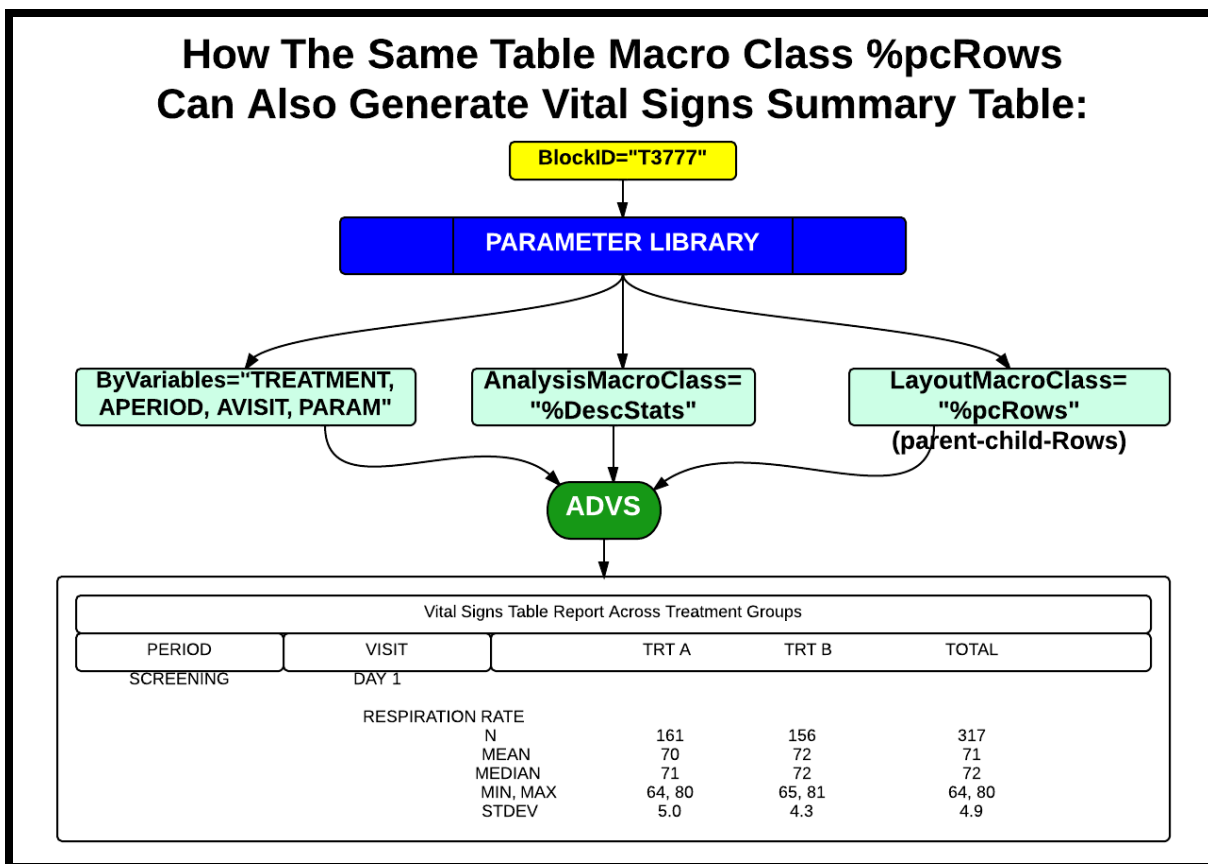 How The Same Table Macro Class %pcRows
Can Also Generate Vital Signs Summary Table:
BlockID="T3777"
PARAMETER LIBRARY
ByVariables="TREATMENT,
APERIOD, AVISIT, PARAM"
AnalysisMacroClass=
"%DescStats"
LayoutMacroClass=
"%pcRows"
(parent-child-Rows)
ADVS
Vital Signs Table Report Across Treatment Groups
PERIOD VISIT TRT A TRT B TOTAL
SCREENING DAY 1
RESPIRATION RATE
N 161 156 317
MEAN 70 72 71
MEDIAN 71 72 72
MIN, MAX 64, 80 65, 81 64, 80
STDEV 5.0 4.3 4.9